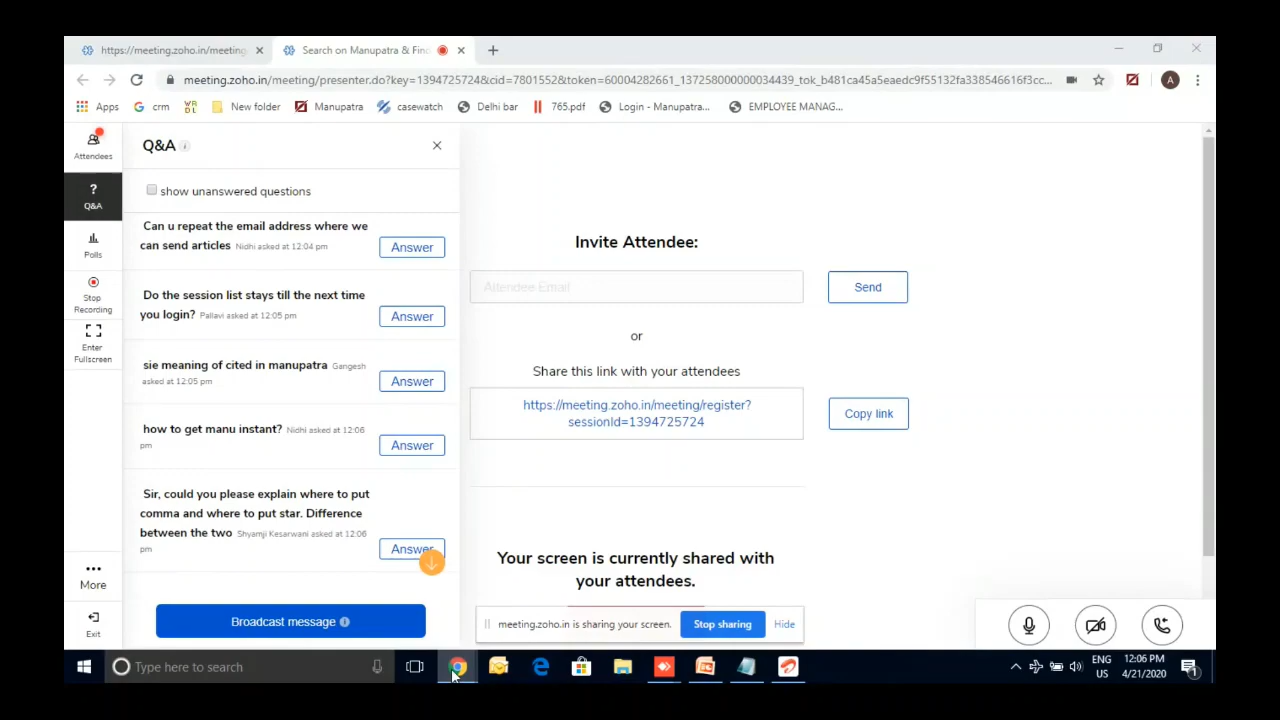 https://meeting.zoho.in/meeting.
Search on Manupatra & Fin
meeting.zoho.in/meeting/presenter.do?key=1394725724&cid=7801552&token=60004282661_1372580000000034439_tok_b481ca45a5eaedc9f55132fa338546616f3cc...
A
Apps
crm
New folder
Manupatra
casewatch
Delhi bar
765.pdf
Login - Manupatra...
EMPLOYEE MANAG...
Attendees
?
Q&A
Polls
Stop
Recording
Enter
Fullscreen
More
Exit
Q&A
show unanswered questions
Can u repeat the email address where we
can send articles Nidhi asked at 12:04 pm
Answer
Do the session list stays till the next time
you login? Pallavi asked at 12:05 pm
Answer
sie meaning of cited in manupatra Gangesh
asked at 12:05 pm
Answer
how to get manu instant? Nidhi asked at 12:06
pm
Answer
Sir, could you please explain where to put
comma and where to put star. Difference
between the two Shyamji Kesarwani asked at 12:06
pm
Answer
Broadcast message
Invite Attendee:
Attendee Email
Send
or
Share this link with your attendees
https://meeting.zoho.in/meeting/register?
sessionId=1394725724
Copy link
Your screen is currently shared with
your attendees.
meeting.zoho.in is sharing your screen.
Stop sharing
Hide
Type here to search
ENG
US
12:06 PM
4/21/2020
1